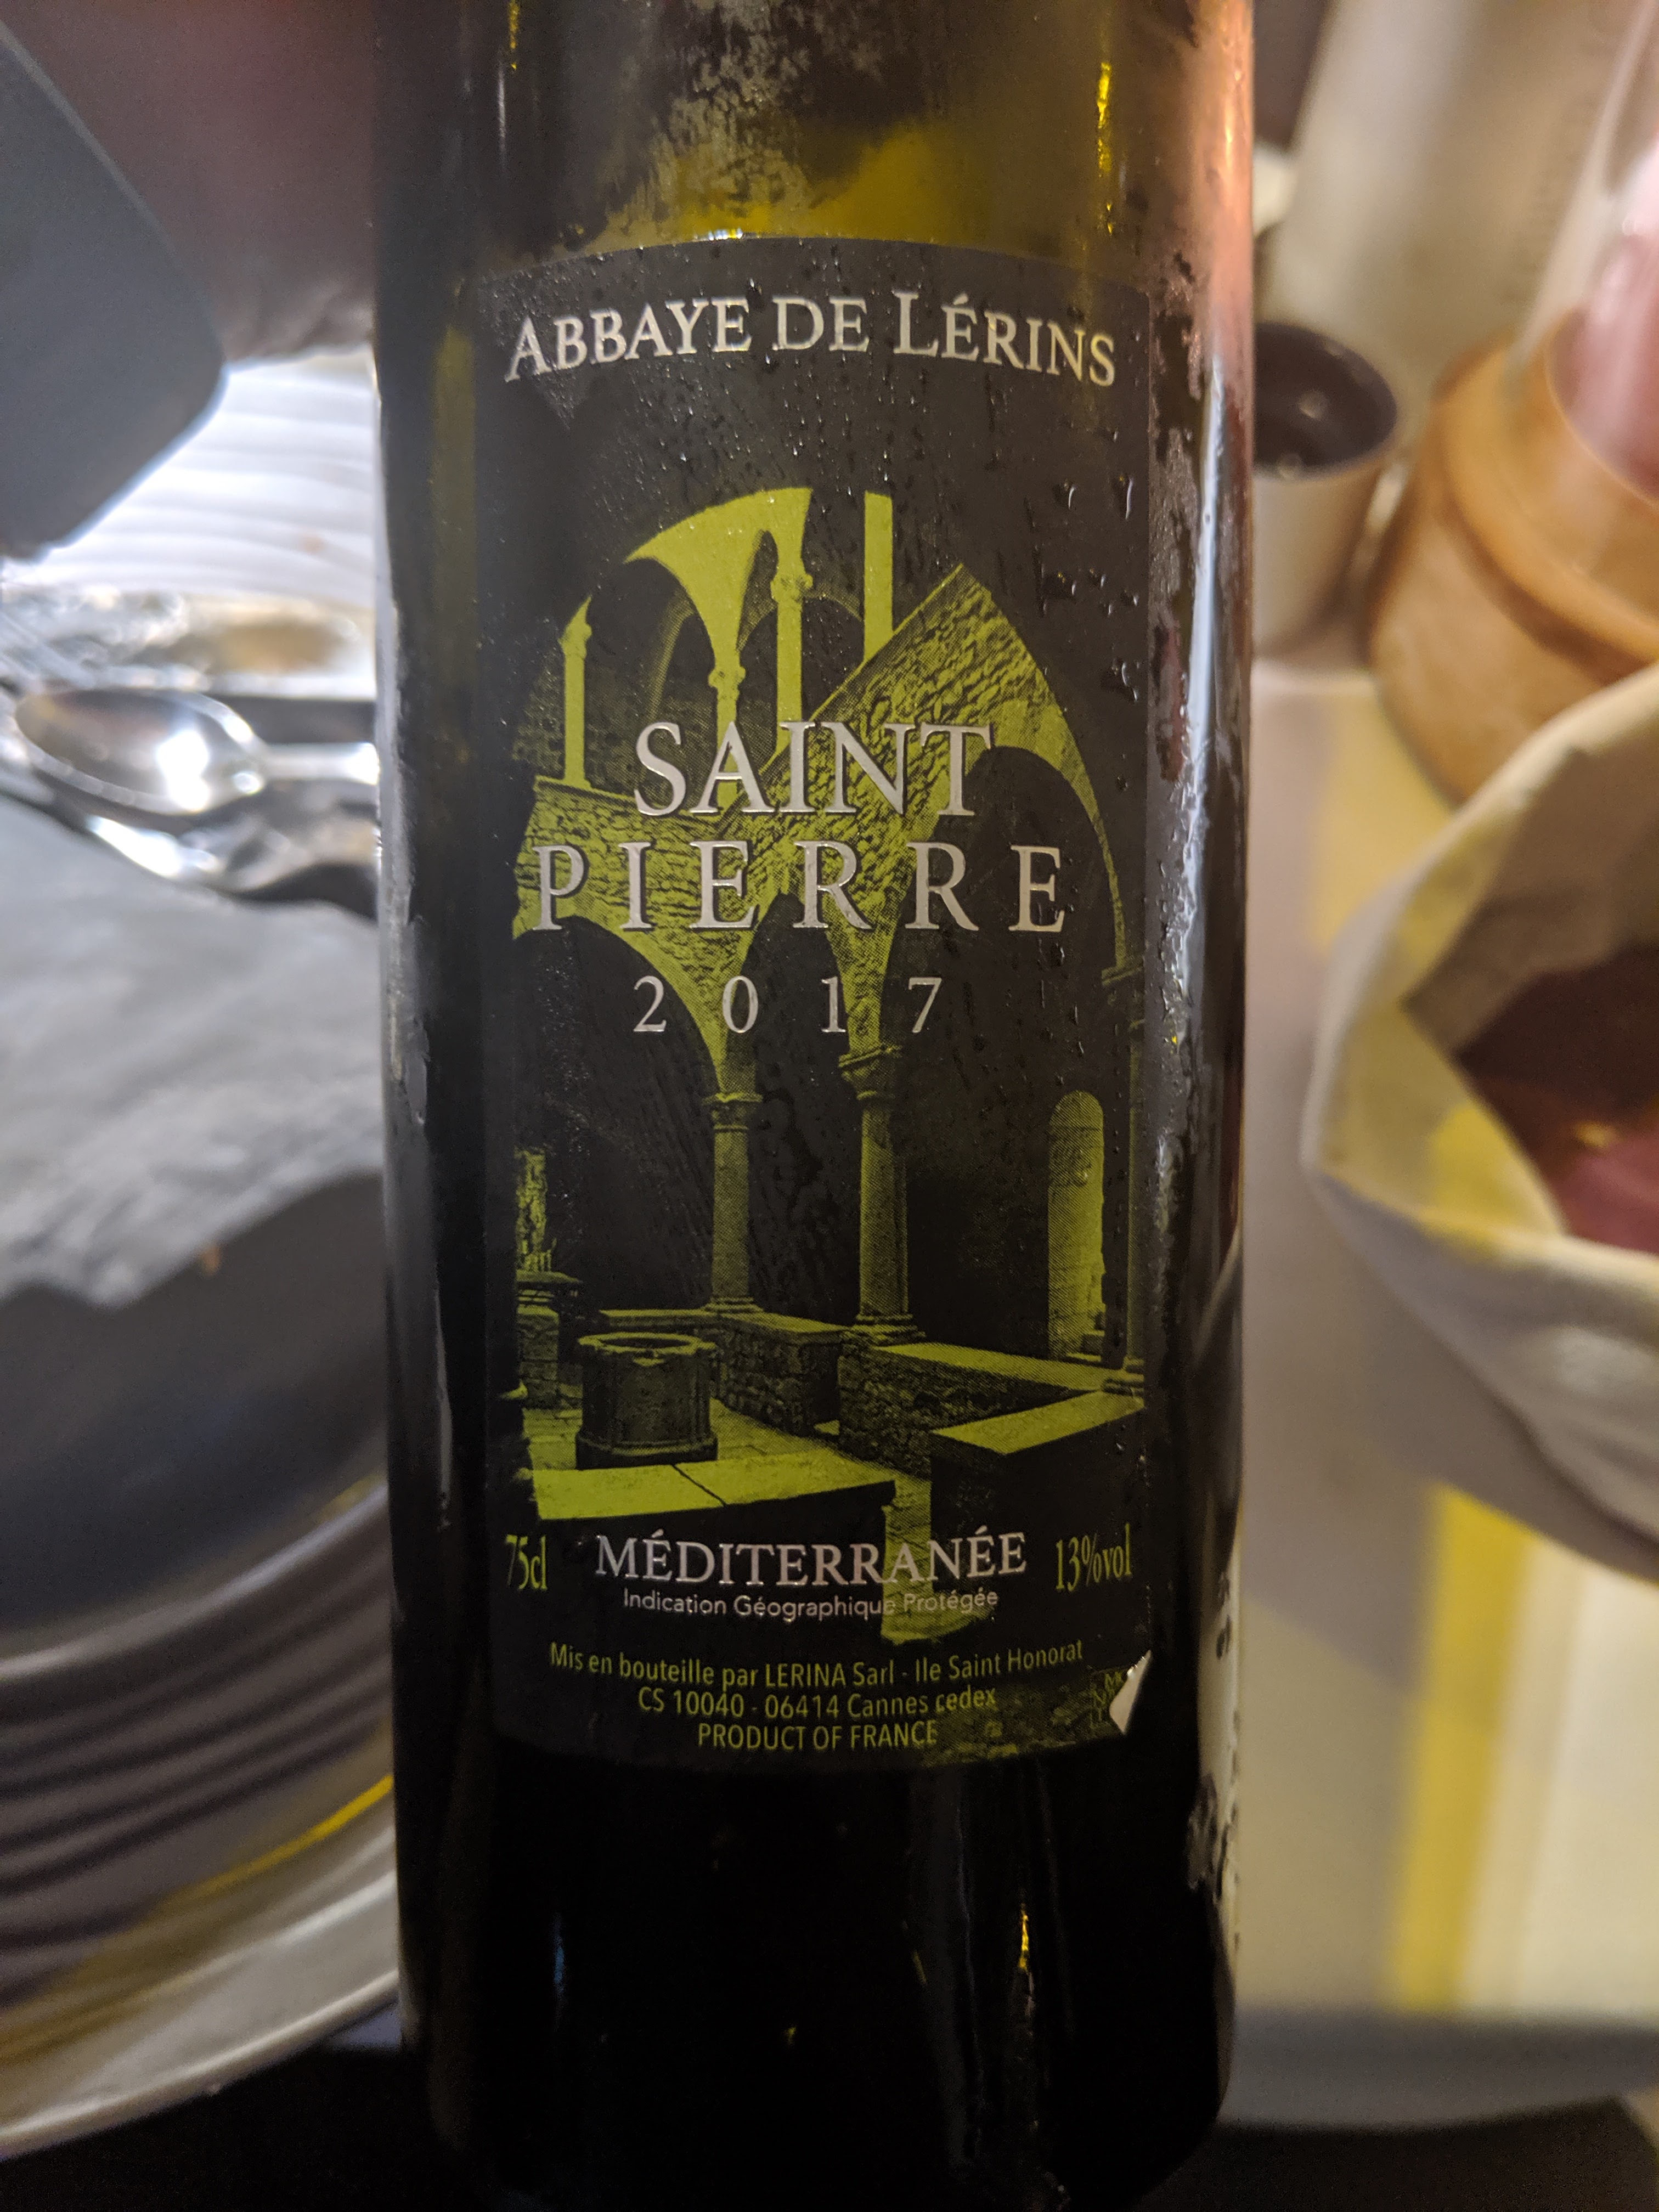 ABBAYE DE LÉRINS
SAINT
PIERRE
2017
75cl MÉDITERRANÉE 13%vol
Indication Géographique Protégée
Mis en bouteille par LERINA Sarl - Ile Saint Honorat
CS 10040 - 06414 Cannes cedex
PRODUCT OF FRANCE